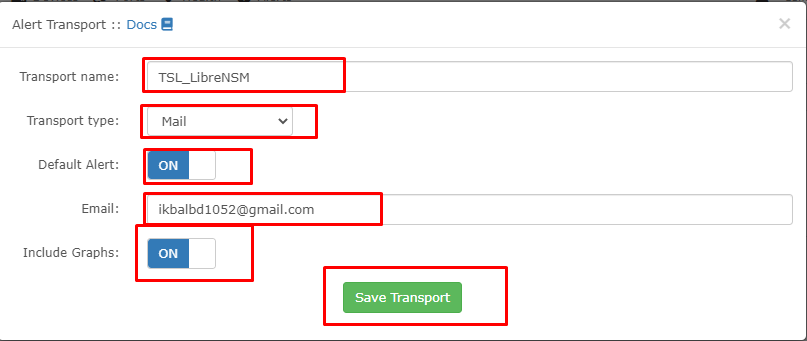 Alert Transport :: Docs
×
Transport name: TSL_LibreNSM
Transport type: Mail
Default Alert: ON
Email: ikbalbd1052@gmail.com
Include Graphs: ON
Save Transport